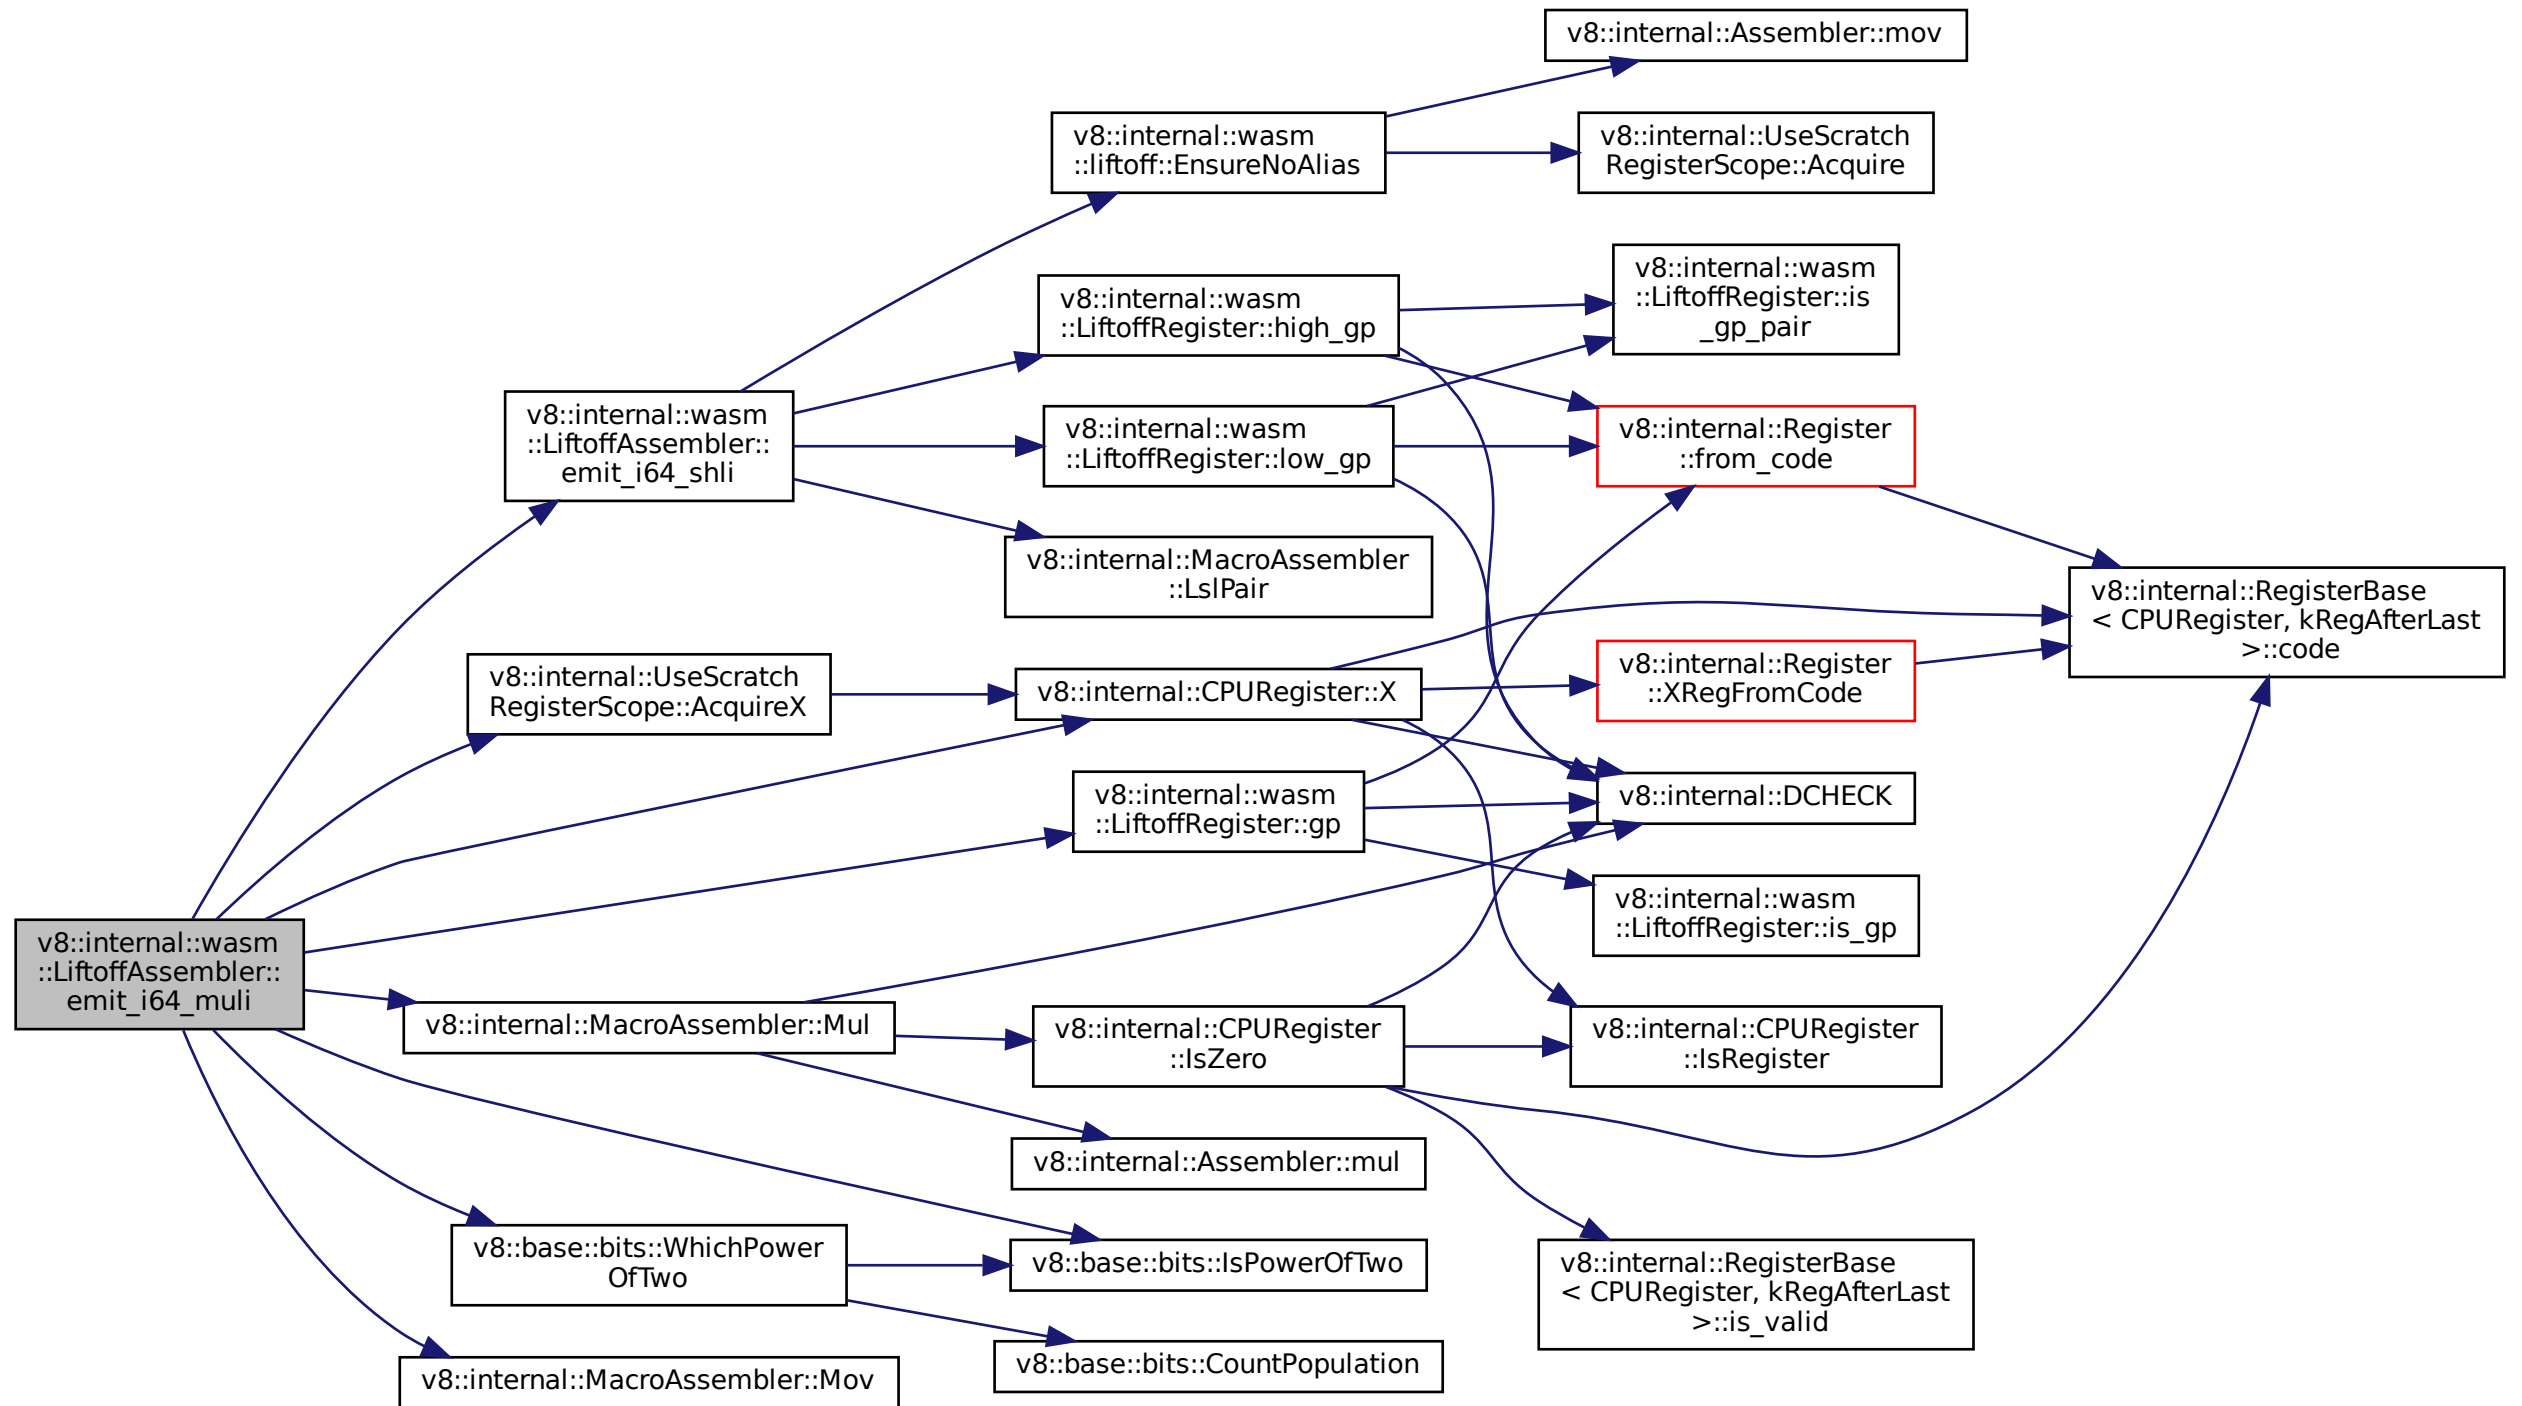 v8::internal::Assembler::mov
v8::internal::wasm
::liftoff::EnsureNoAlias
v8::internal::UseScratch
RegisterScope::Acquire
v8::internal::wasm
::LiftoffRegister::is
_gp_pair
v8::internal::wasm
::LiftoffRegister::high_gp
v8::internal::wasm
::LiftoffAssembler::
emit_i64_shli
v8::internal::wasm
::LiftoffRegister::low_gp
v8::internal::Register
::from_code
v8::internal::MacroAssembler
::LslPair
v8::internal::RegisterBase
< CPURegister, kRegAfterLast
>::code
v8::internal::UseScratch
RegisterScope::AcquireX
v8::internal::CPURegister::X
v8::internal::Register
::XRegFromCode
v8::internal::wasm
::LiftoffRegister::gp
v8::internal::DCHECK
v8::internal::wasm
::LiftoffRegister::is_gp
v8::internal::wasm
::LiftoffAssembler::
emit_i64_muli
v8::internal::MacroAssembler::Mul
v8::internal::CPURegister
::IsZero
v8::internal::CPURegister
::IsRegister
v8::internal::Assembler::mul
v8::base::bits::WhichPower
OfTwo
v8::base::bits::IsPowerOfTwo
v8::internal::RegisterBase
< CPURegister, kRegAfterLast
>::is_valid
v8::base::bits::CountPopulation
v8::internal::MacroAssembler::Mov